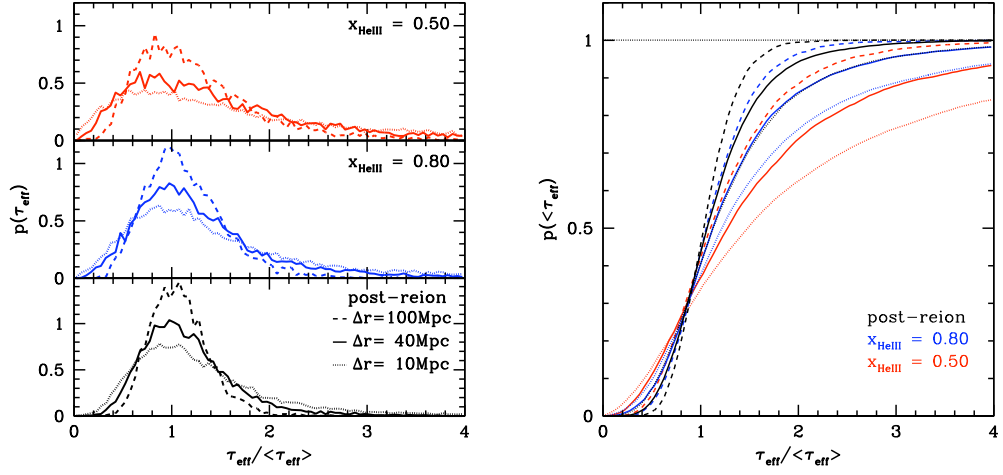 1
0.5
0
x_HeIII = 0.50
1
0.5
0
x_HeIII = 0.80
p(τ_eff)
1
0.5
0
post-reion
Δr=100Mpc
Δr= 40Mpc
Δr= 10Mpc
0 1 2 3 4
τ_eff/<τ_eff>
1
0.5
0
p(<τ_eff)
post-reion
x_HeIII = 0.80
x_HeIII = 0.50
0 1 2 3 4
τ_eff/<τ_eff>